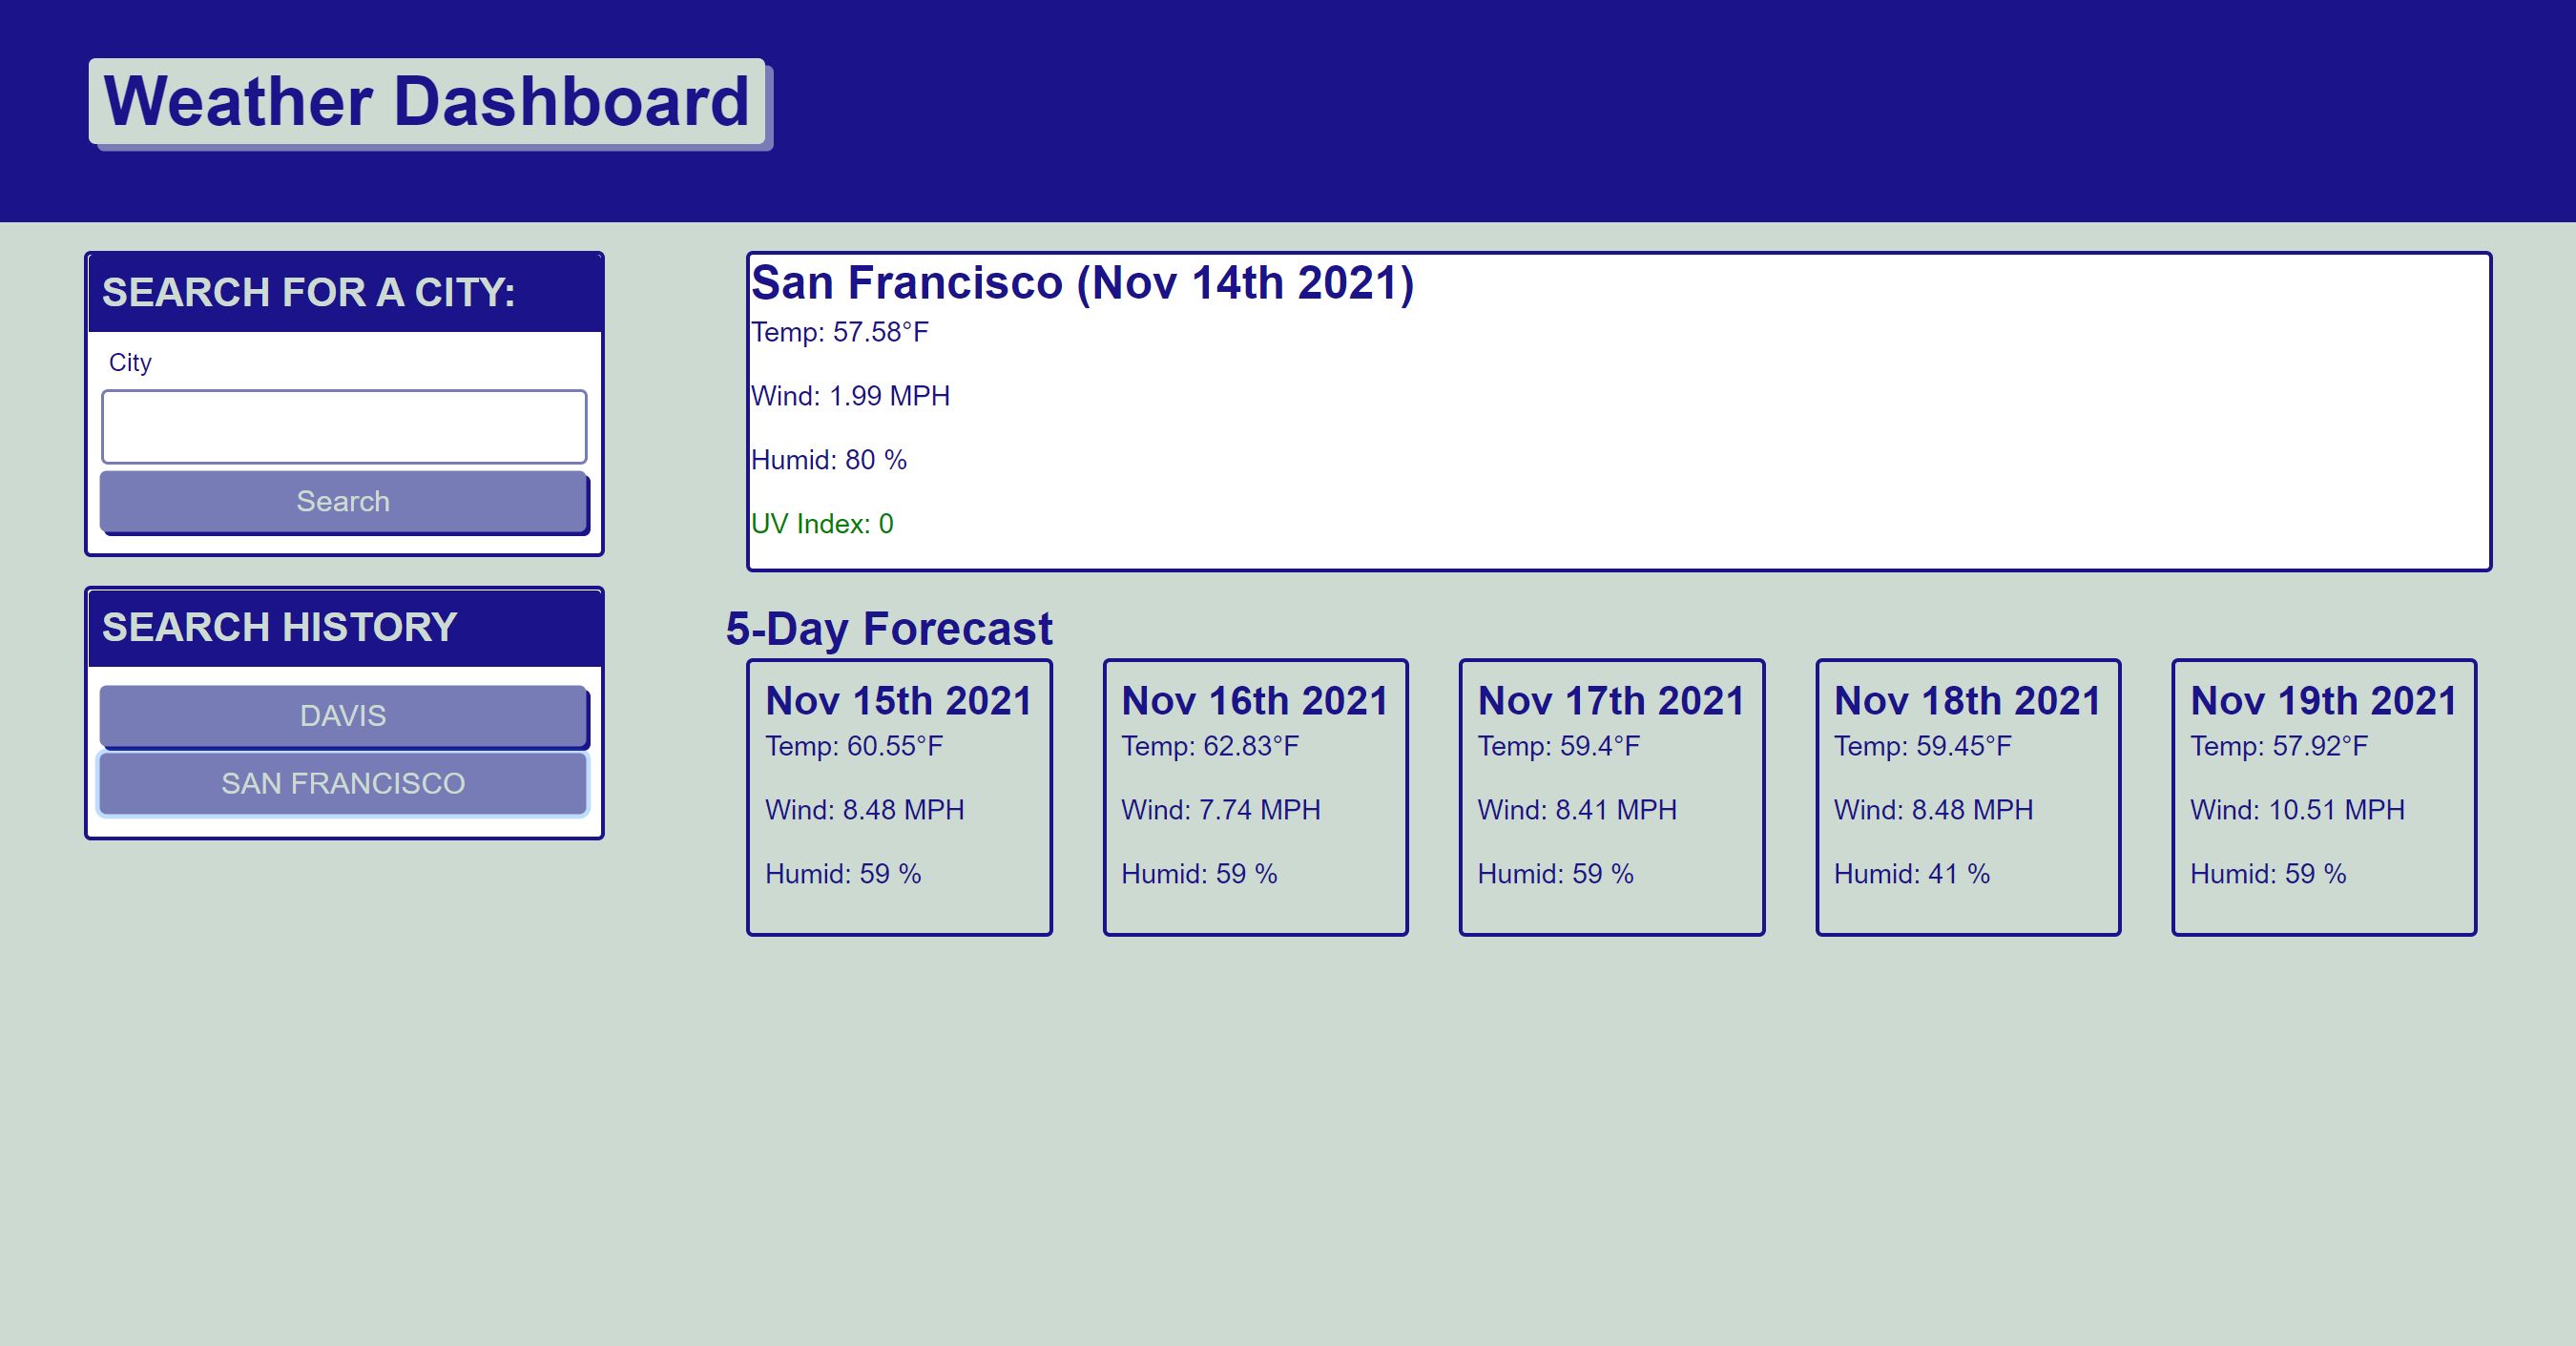 Weather Dashboard
SEARCH FOR A CITY:
City
Search
SEARCH HISTORY
DAVIS
SAN FRANCISCO
San Francisco (Nov 14th 2021)
Temp: 57.58°F
Wind: 1.99 MPH
Humid: 80 %
UV Index: 0
5-Day Forecast
Nov 15th 2021
Temp: 60.55°F
Wind: 8.48 MPH
Humid: 59 %
Nov 16th 2021
Temp: 62.83°F
Wind: 7.74 MPH
Humid: 59 %
Nov 17th 2021
Temp: 59.4°F
Wind: 8.41 MPH
Humid: 59 %
Nov 18th 2021
Temp: 59.45°F
Wind: 8.48 MPH
Humid: 41 %
Nov 19th 2021
Temp: 57.92°F
Wind: 10.51 MPH
Humid: 59 %